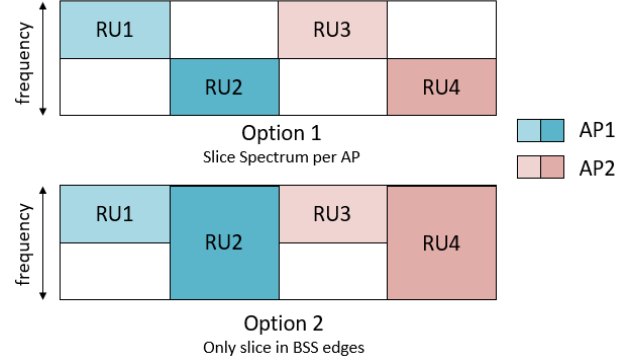 frequency
RU1
RU3
RU2
RU4
Option 1
Slice Spectrum per AP
AP1
AP2
frequency
RU1
RU2
RU3
RU4
Option 2
Only slice in BSS edges